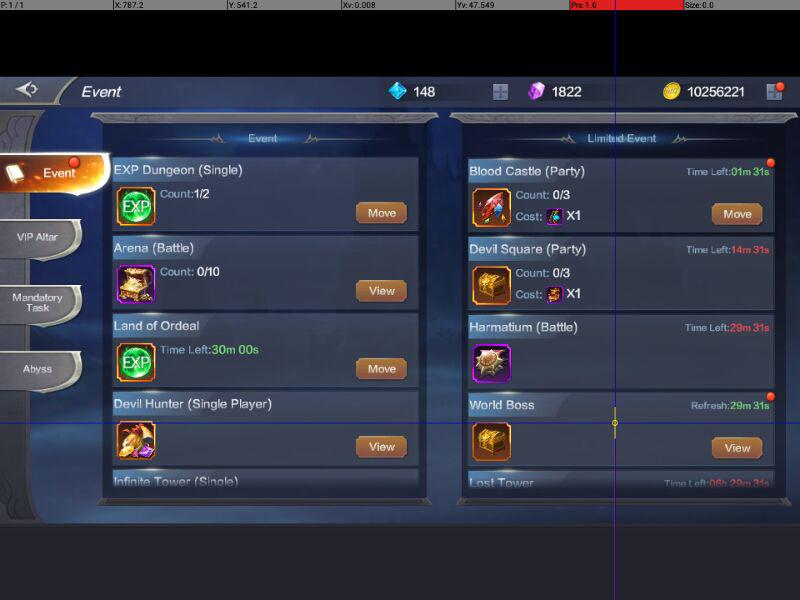 P: 1 / 1
X: 787.2
Y: 541.2
Xv: 0.008
Yv: 47.549
Prs: 1.0
Size: 0.0
Event
148
1822
10256221
Event
Limited Event
Event
VIP Altar
Mandatory
Task
Abyss
EXP Dungeon (Single)
EXP
Count:1/2
Move
Arena (Battle)
Count: 0/10
View
Land of Ordeal
EXP
Time Left:30m 00s
Move
Devil Hunter (Single Player)
View
Infinite Tower (Single)
Blood Castle (Party)
Time Left:01m 31s
Count: 0/3
Cost: X1
Move
Devil Square (Party)
Time Left:14m 31s
Count: 0/3
Cost: X1
Harmatium (Battle)
Time Left:29m 31s
World Boss
Refresh:29m 31s
View
Lost Tower
Time Left:06h 29m 31s